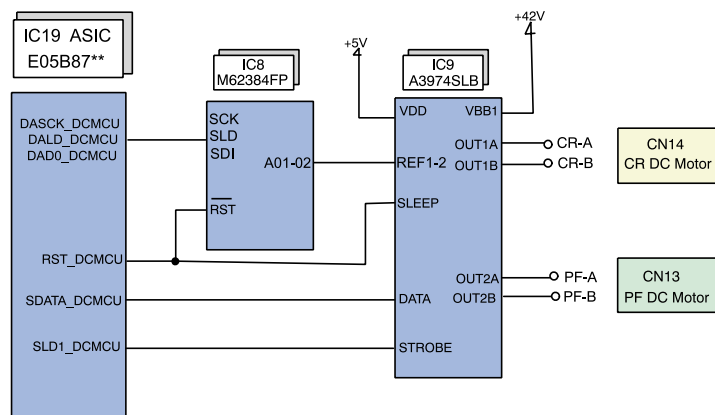 IC19 ASIC
E05B87**
IC8
M62384FP
+5V
IC9
A3974SLB
+42V
DASCK_DCMCU
DALD_DCMCU
DAD0_DCMCU
RST_DCMCU
SDATA_DCMCU
SLD1_DCMCU
SCK
SLD
SDI
A01-02
RST
VDD
VBB1
REF1-2
SLEEP
DATA
STROBE
OUT1A
OUT1B
OUT2A
OUT2B
CR-A
CR-B
PF-A
PF-B
CN14
CR DC Motor
CN13
PF DC Motor